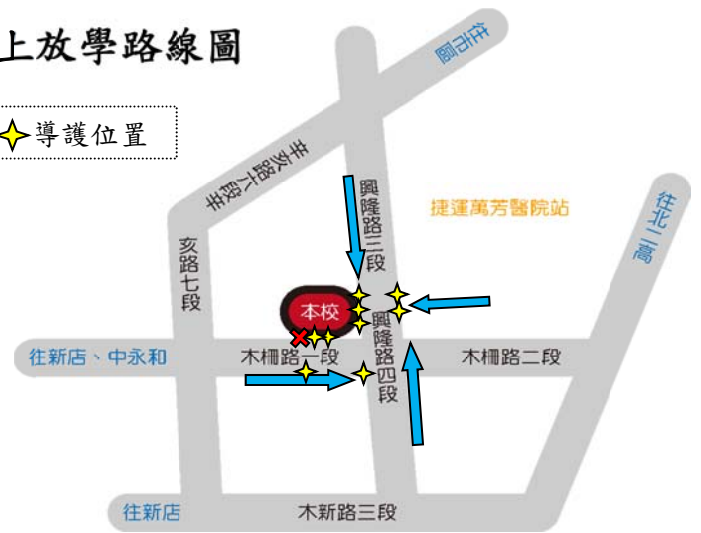 上放學路線圖
導護位置
往市區
辛亥路六段辛
亥路七段
興隆路三段
捷運萬芳醫院站
往北二高
本校
興隆路四段
往新店、中永和
木柵路一段
木柵路二段
往新店
木新路三段